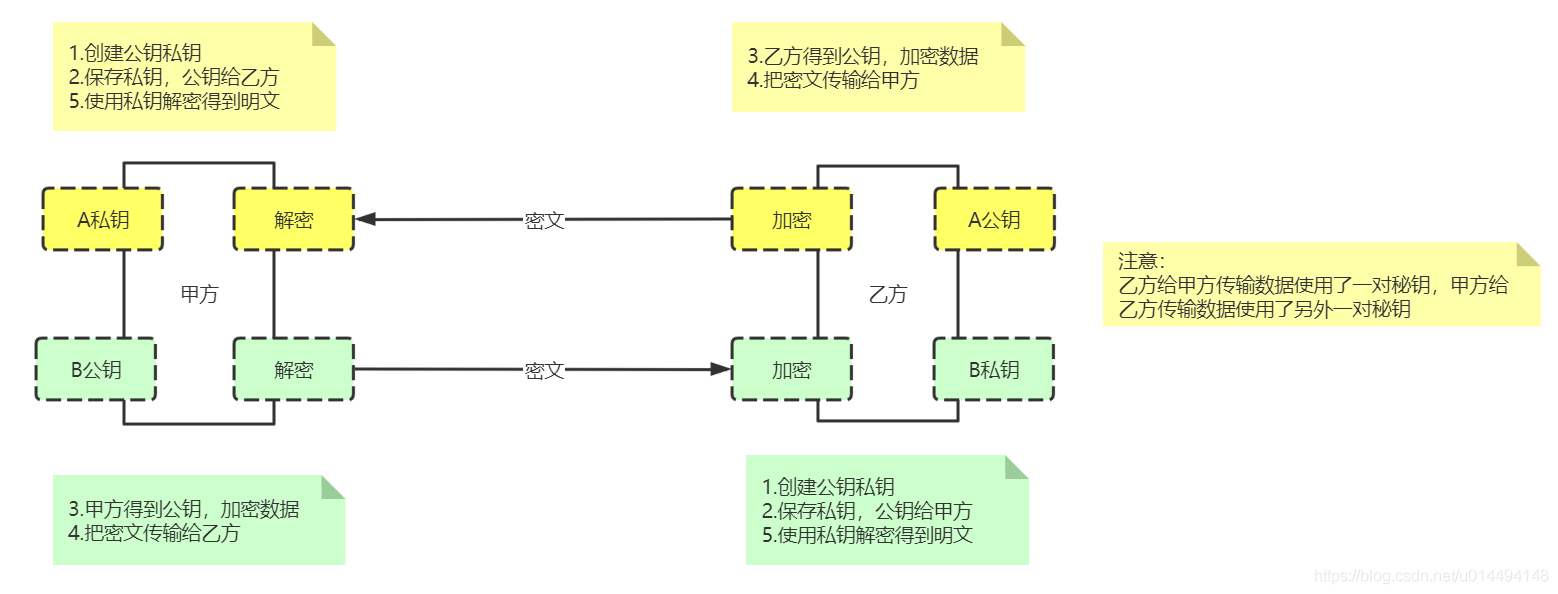 1.创建公钥私钥
2.保存私钥，公钥给乙方
5.使用私钥解密得到明文
3.乙方得到公钥，加密数据
4.把密文传输给甲方
A私钥
解密
密文
加密
A公钥
甲方
乙方
注意：
乙方给甲方传输数据使用了一对秘钥，甲方给
乙方传输数据使用了另外一对秘钥
B公钥
解密
密文
加密
B私钥
3.甲方得到公钥，加密数据
4.把密文传输给乙方
1.创建公钥私钥
2.保存私钥，公钥给甲方
5.使用私钥解密得到明文
https://blog.csdn.net/u014494148